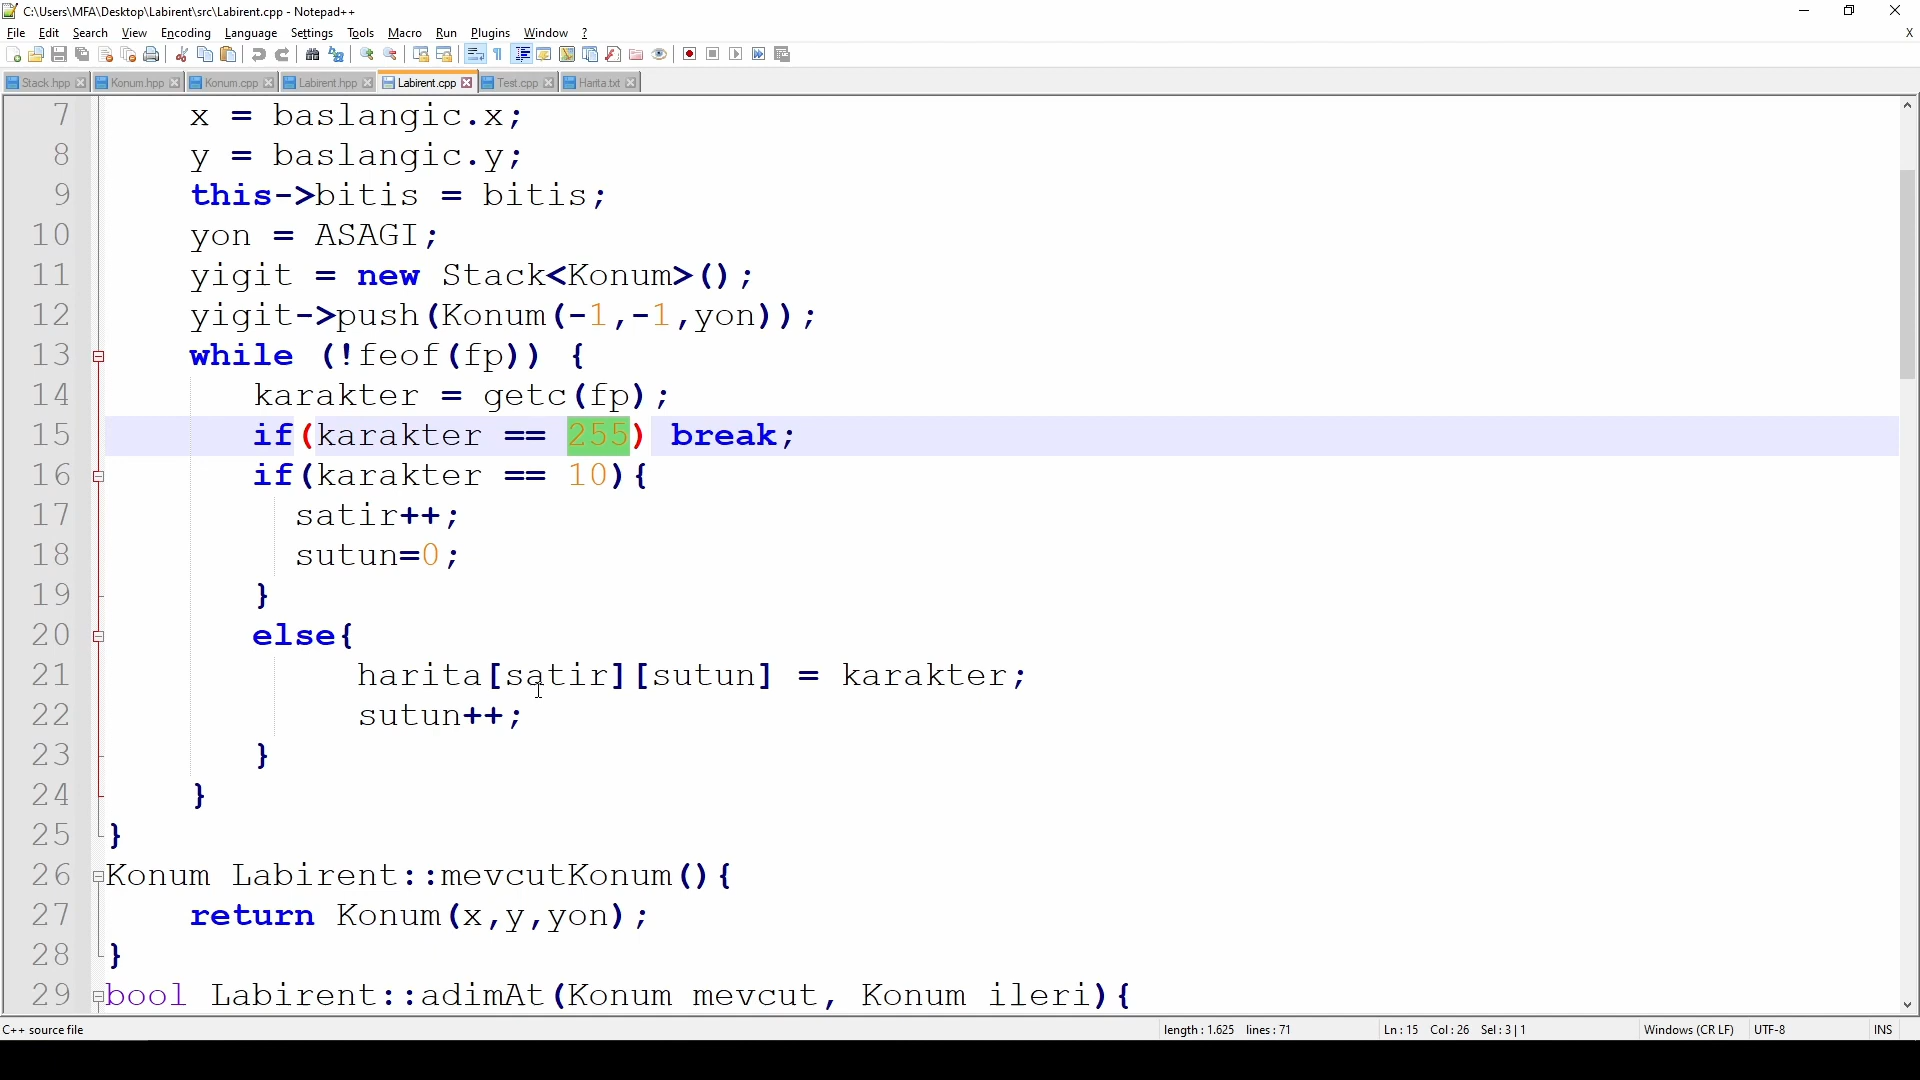 C:\Users\MFA\Desktop\Labirent\src\Labirent.cpp - Notepad++
File Edit Search View Encoding Language Settings Tools Macro Run Plugins Window ? X
Stack.hpp Konum.hpp Konum.cpp Labirent.hpp Labirent.cpp Test.cpp Harita.txt
7 x = baslangic.x;
8 y = baslangic.y;
9 this->bitis = bitis;
10 yon = ASAGI;
11 yigit = new Stack<Konum>();
12 yigit->push(Konum(-1,-1,yon));
13 while (!feof(fp)) {
14 karakter = getc(fp);
15 if(karakter == 255) break;
16 if(karakter == 10){
17 satir++;
18 sutun=0;
19 }
20 else{
21 harita[satir][sutun] = karakter;
22 sutun++;
23 }
24 }
25 }
26 Konum Labirent::mevcutKonum(){
27 return Konum(x,y,yon);
28 }
29 bool Labirent::adimAt(Konum mevcut, Konum ileri){
C++ source file length : 1.625 lines : 71 Ln : 15 Col : 26 Sel : 3 | 1 Windows (CR LF) UTF-8 INS